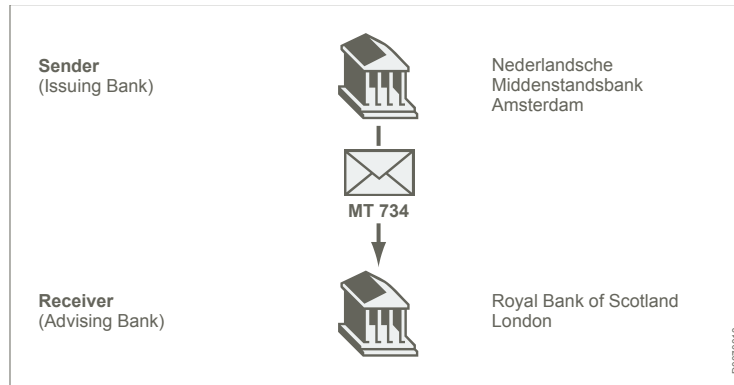 Sender
(Issuing Bank)
Nederlandsche
Middenstandsbank
Amsterdam
MT 734
Receiver
(Advising Bank)
Royal Bank of Scotland
London